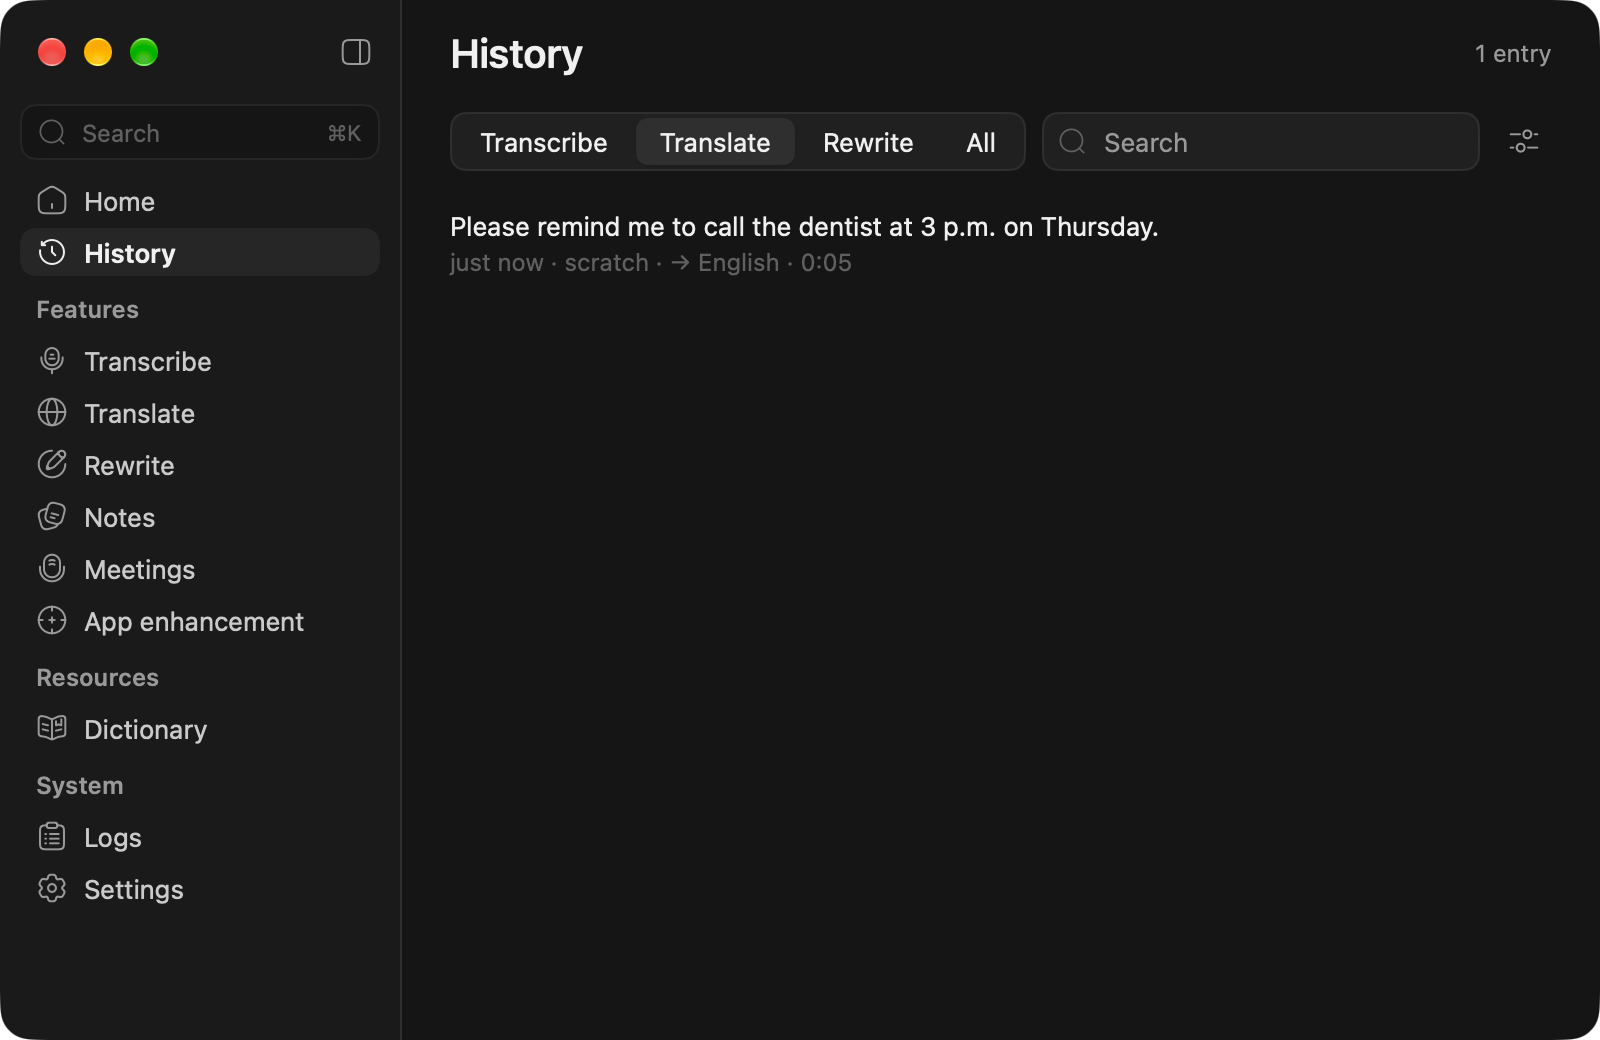 Search ⌘K
Home
History
Features
Transcribe
Translate
Rewrite
Notes
Meetings
App enhancement
Resources
Dictionary
System
Logs
Settings
History
1 entry
Transcribe Translate Rewrite All
Search
Please remind me to call the dentist at 3 p.m. on Thursday.
just now · scratch · → English · 0:05